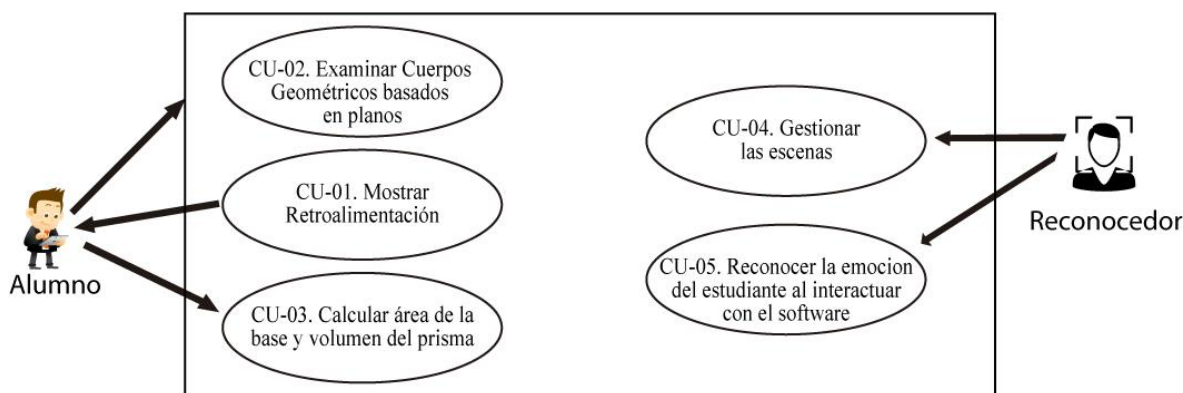 CU-02. Examinar Cuerpos
Geométricos basados
en planos
CU-01. Mostrar
Retroalimentación
CU-03. Calcular área de la
base y volumen del prisma
Alumno
CU-04. Gestionar
las escenas
CU-05. Reconocer la emocion
del estudiante al interactuar
con el software
Reconocedor